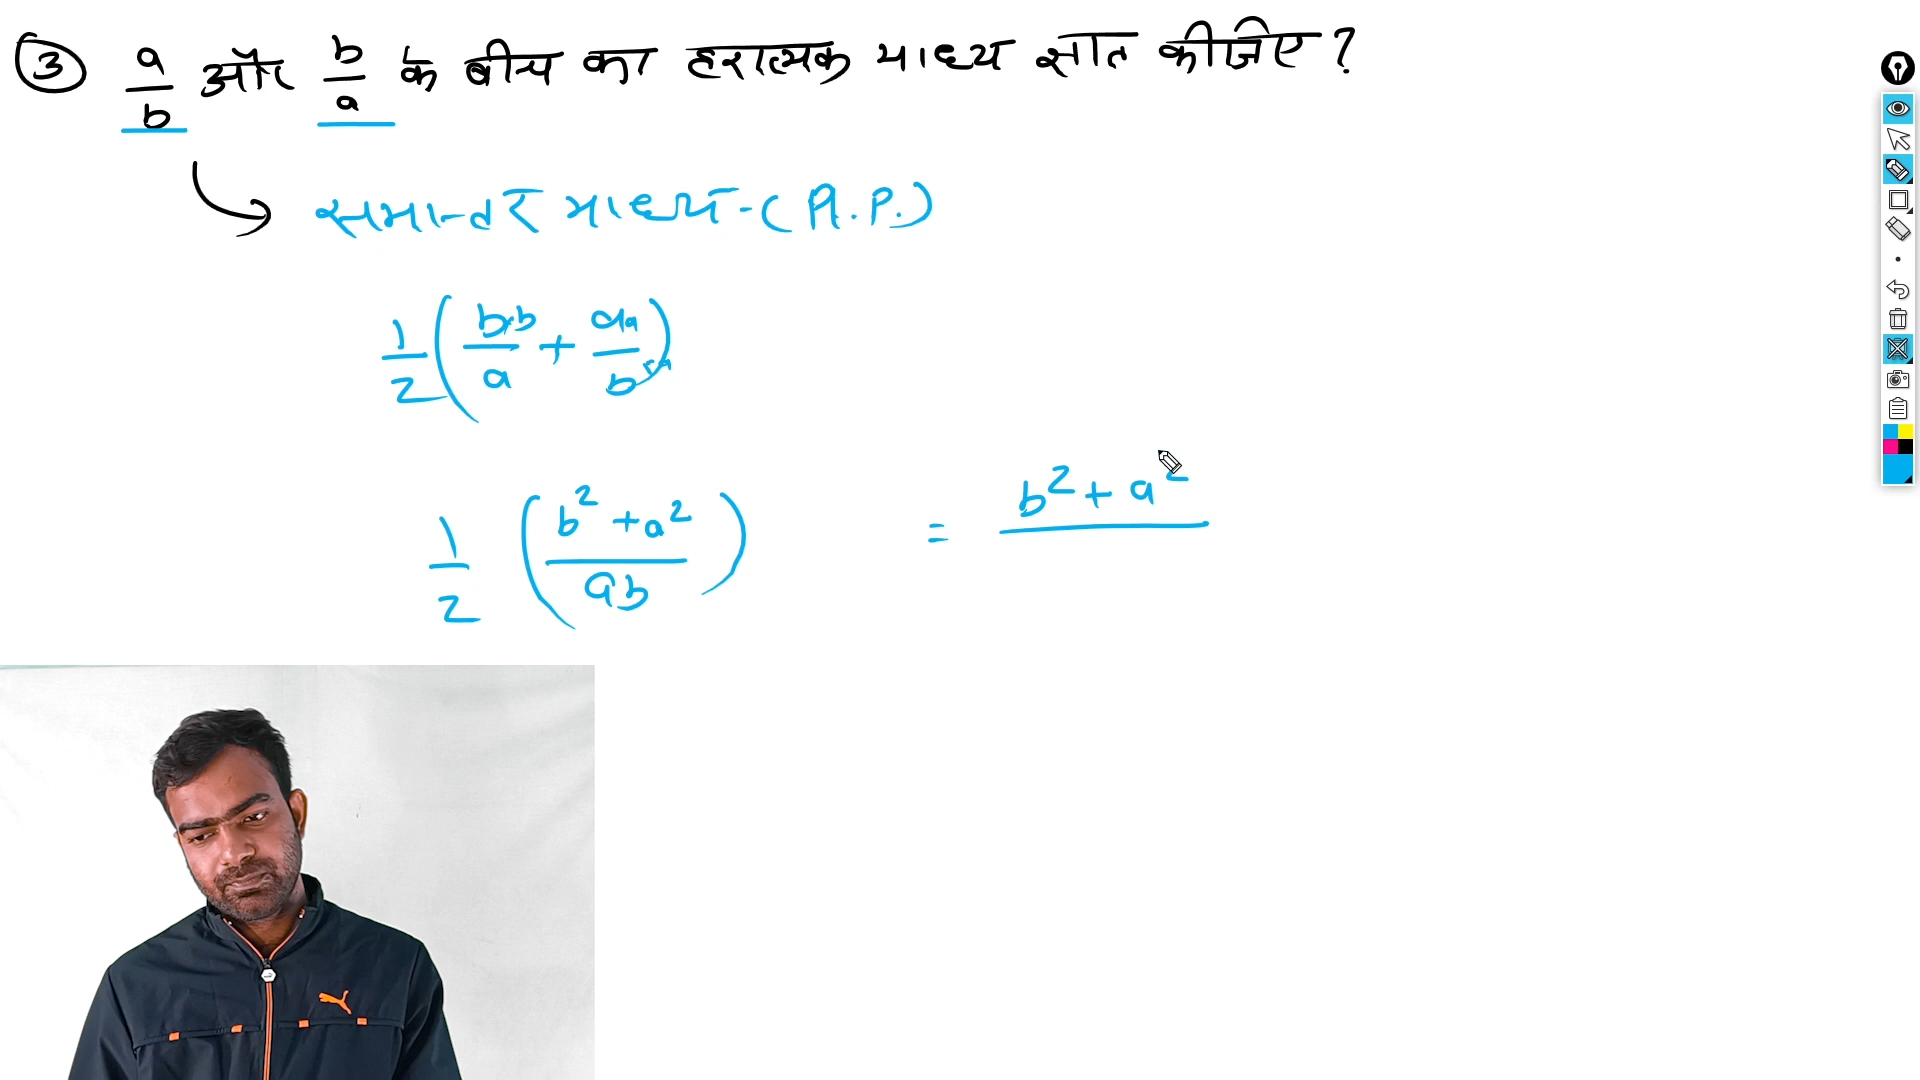 ③ a/b और b/a के बीच का हरात्मक माध्य ज्ञात कीजिए ?
समान्तर माध्य - (A.P.)
1/2 (b×b/a + a×a/b)
1/2 (b² + a²/ab) = b² + a²